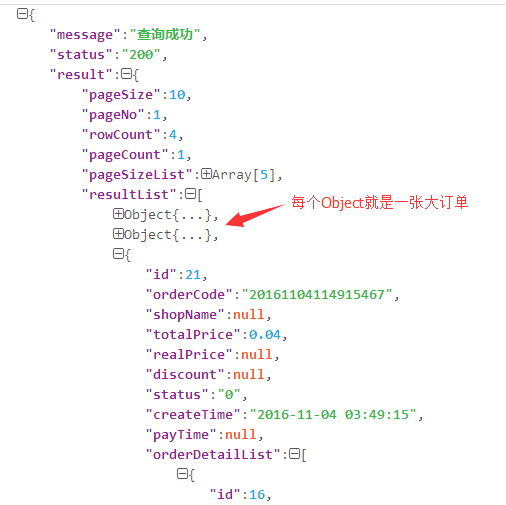 {
"message":"查询成功",
"status":"200",
"result":{
"pageSize":10,
"pageNo":1,
"rowCount":4,
"pageCount":1,
"pageSizeList":Array[5],
"resultList":[
每个Object就是一张大订单
Object{...},
Object{...},
{
"id":21,
"orderCode":"20161104114915467",
"shopName":null,
"totalPrice":0.04,
"realPrice":null,
"discount":null,
"status":"0",
"createTime":"2016-11-04 03:49:15",
"payTime":null,
"orderDetailList":[
{
"id":16,